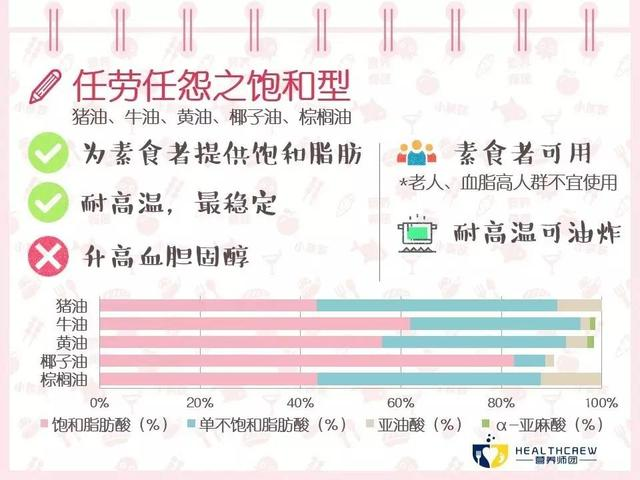 任劳任怨之饱和型
猪油、牛油、黄油、椰子油、棕榈油
为素食者提供饱和脂肪
耐高温，最稳定
升高血胆固醇
素食者可用
*老人、血脂高人群不宜使用
耐高温可油炸
猪油
牛油
黄油
椰子油
棕榈油
0% 20% 40% 60% 80% 100%
饱和脂肪酸（%） 单不饱和脂肪酸（%） 亚油酸（%） α-亚麻酸（%）
HEALTHCREW
营养师团